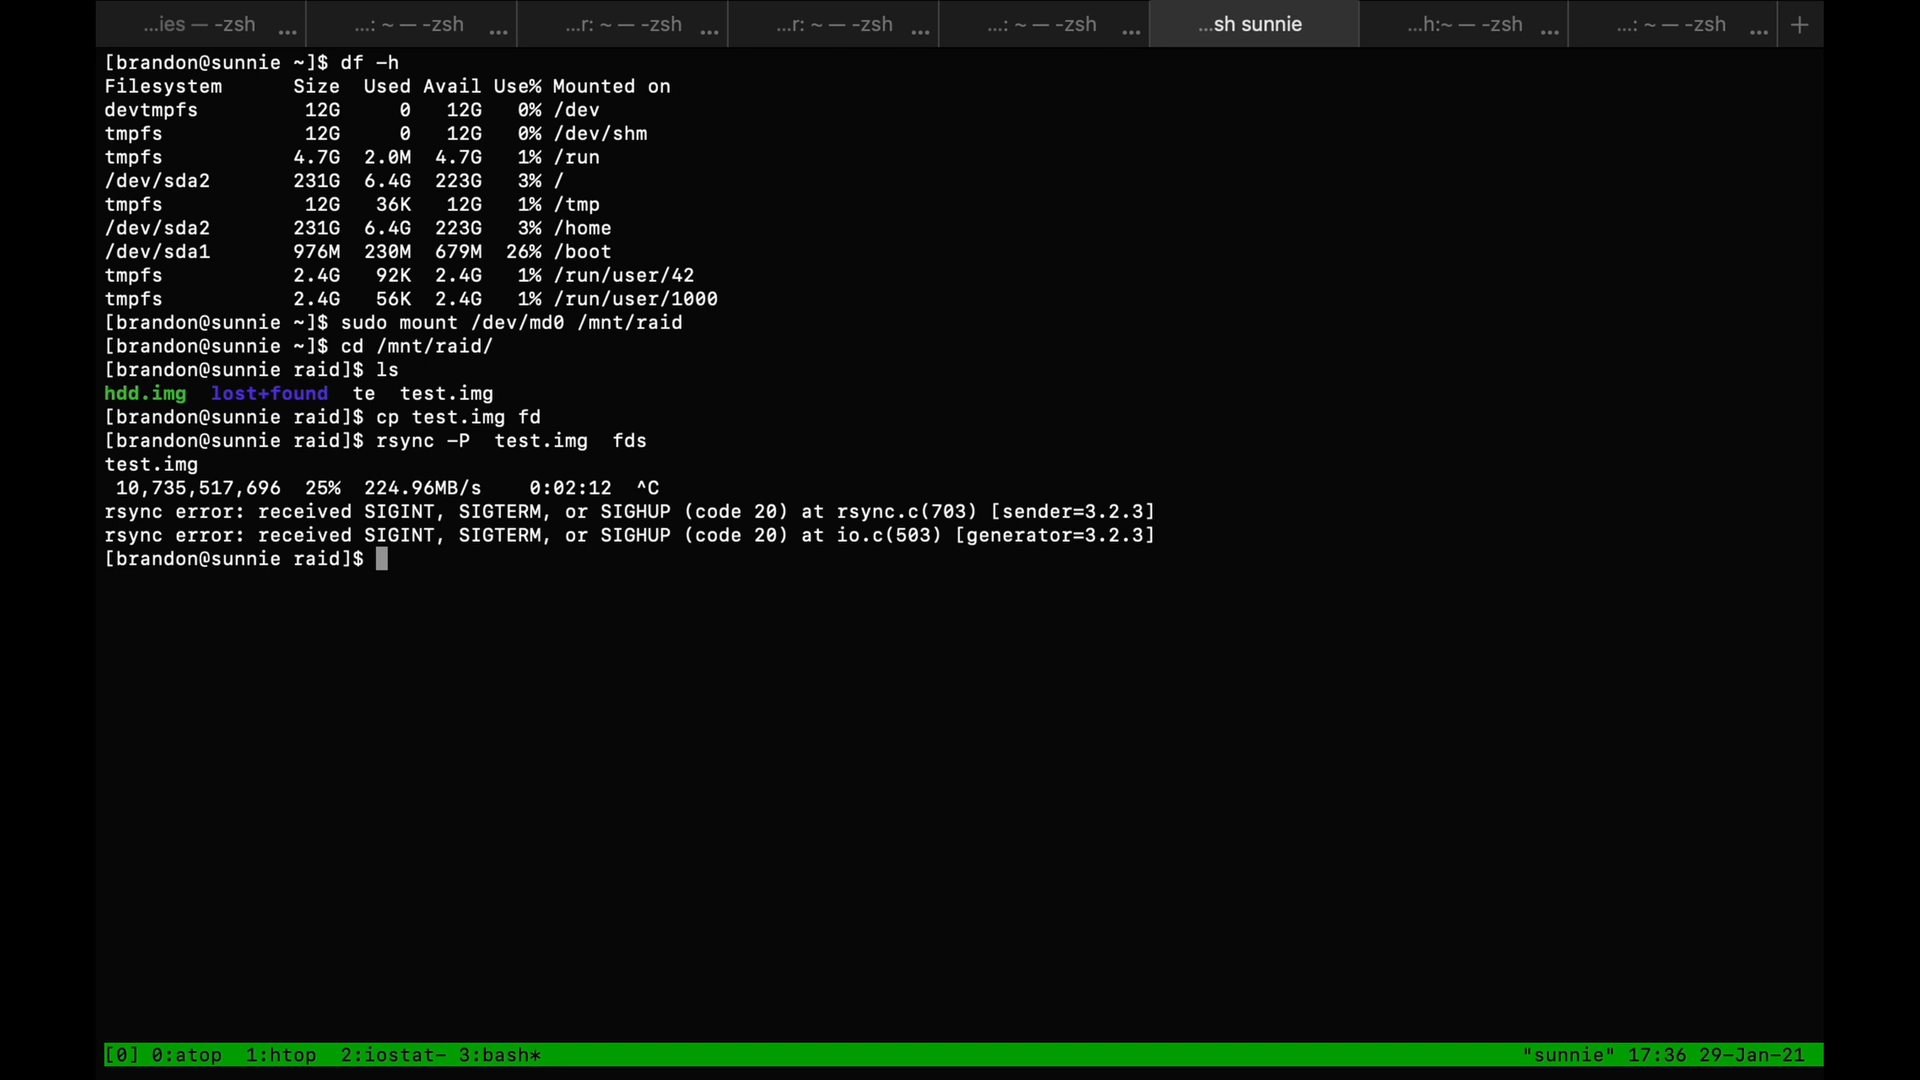 ...ies — -zsh ... ...: ~ — -zsh ... ...r: ~ — -zsh ... ...r: ~ — -zsh ... ...: ~ — -zsh ... ...sh sunnie ...h:~ — -zsh ... ...: ~ — -zsh ... +
[brandon@sunnie ~]$ df -h
Filesystem      Size  Used Avail Use% Mounted on
devtmpfs         12G     0   12G   0% /dev
tmpfs            12G     0   12G   0% /dev/shm
tmpfs           4.7G  2.0M  4.7G   1% /run
/dev/sda2       231G  6.4G  223G   3% /
tmpfs            12G   36K   12G   1% /tmp
/dev/sda2       231G  6.4G  223G   3% /home
/dev/sda1       976M  230M  679M  26% /boot
tmpfs           2.4G   92K  2.4G   1% /run/user/42
tmpfs           2.4G   56K  2.4G   1% /run/user/1000
[brandon@sunnie ~]$ sudo mount /dev/md0 /mnt/raid
[brandon@sunnie ~]$ cd /mnt/raid/
[brandon@sunnie raid]$ ls
hdd.img  lost+found  te  test.img
[brandon@sunnie raid]$ cp test.img fd
[brandon@sunnie raid]$ rsync -P  test.img  fds
test.img
 10,735,517,696  25%  224.96MB/s    0:02:12  ^C
rsync error: received SIGINT, SIGTERM, or SIGHUP (code 20) at rsync.c(703) [sender=3.2.3]
rsync error: received SIGINT, SIGTERM, or SIGHUP (code 20) at io.c(503) [generator=3.2.3]
[brandon@sunnie raid]$
[0] 0:atop  1:htop  2:iostat- 3:bash* "sunnie" 17:36 29-Jan-21